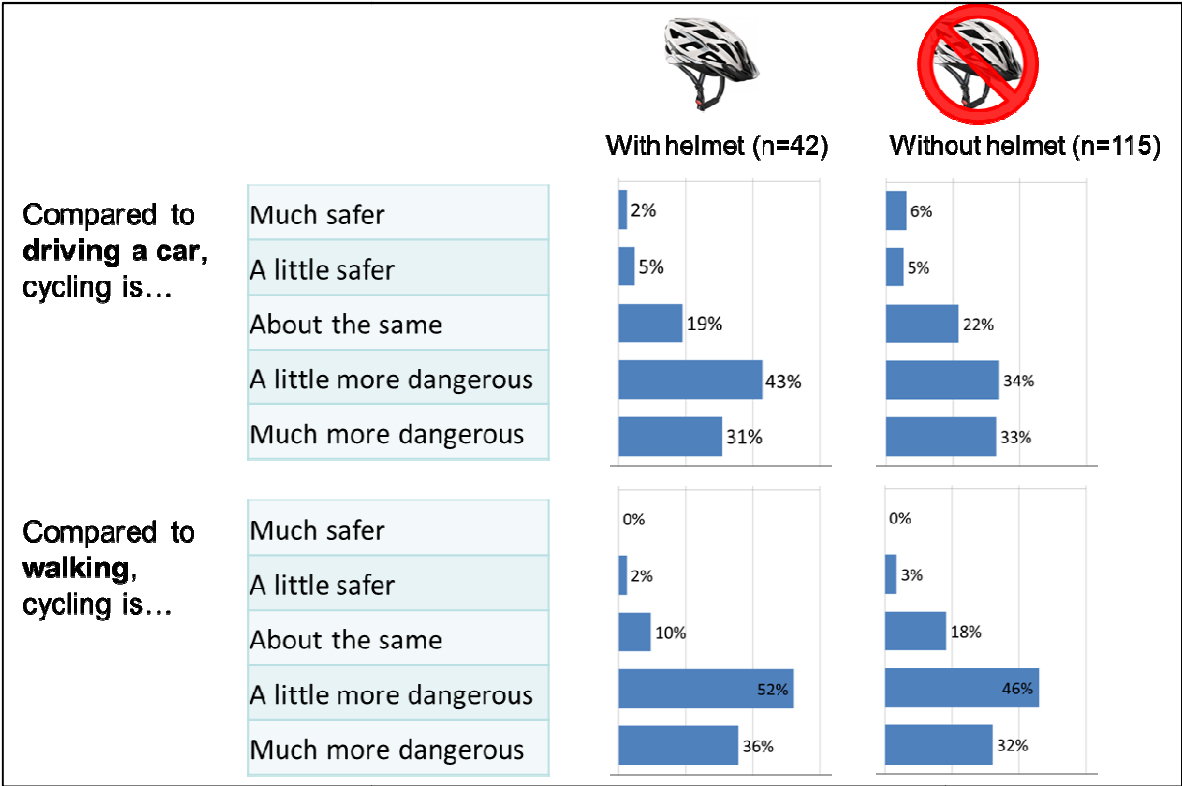 With helmet (n=42)
Without helmet (n=115)
Compared to
driving a car,
cycling is…
Much safer
2%
6%
A little safer
5%
5%
About the same
19%
22%
A little more dangerous
43%
34%
Much more dangerous
31%
33%
Compared to
walking,
cycling is…
Much safer
0%
0%
A little safer
2%
3%
About the same
10%
18%
A little more dangerous
52%
46%
Much more dangerous
36%
32%